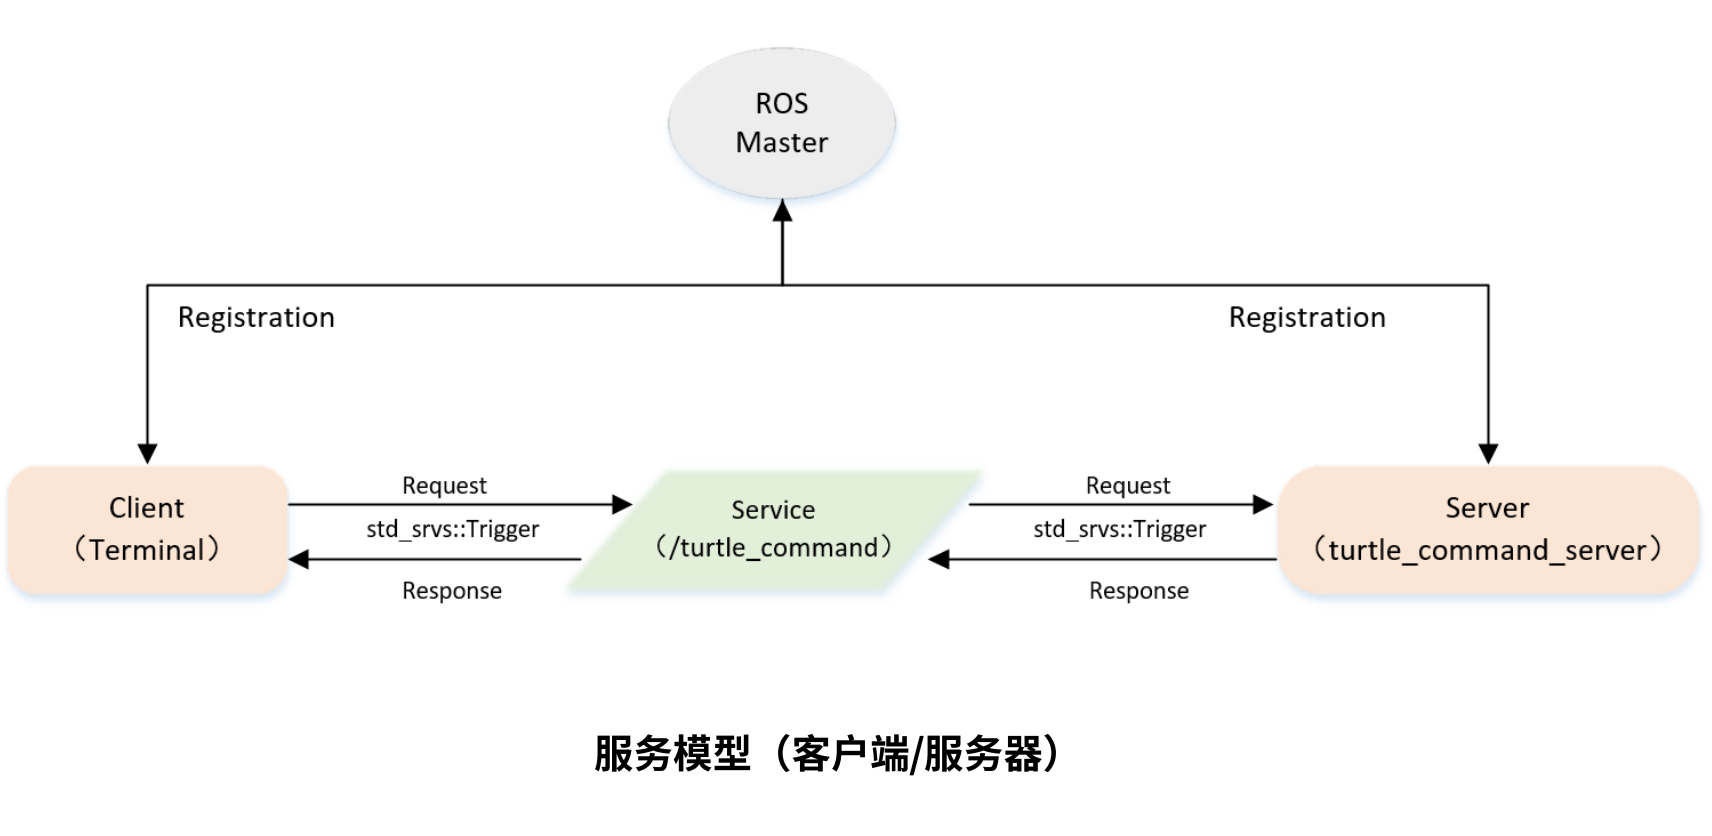 ROS
Master
Registration
Registration
Client
（Terminal）
Request
std_srvs::Trigger
Response
Service
（/turtle_command）
Request
std_srvs::Trigger
Response
Server
（turtle_command_server）
服务模型（客户端/服务器）